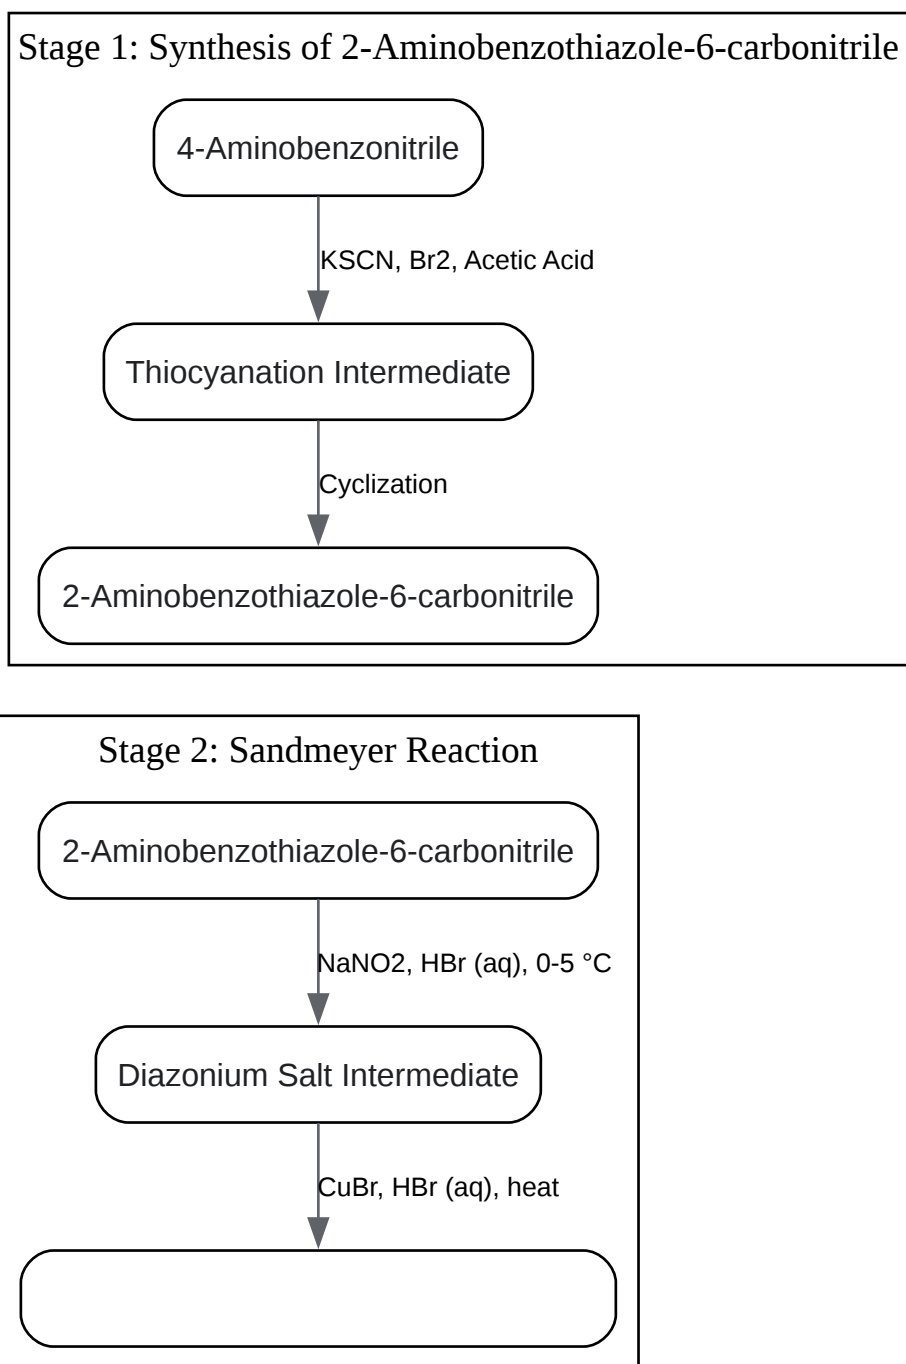 Stage 1: Synthesis of 2-Aminobenzothiazole-6-carbonitrile
4-Aminobenzonitrile
KSCN, Br2, Acetic Acid
Thiocyanation Intermediate
Cyclization
2-Aminobenzothiazole-6-carbonitrile
Stage 2: Sandmeyer Reaction
2-Aminobenzothiazole-6-carbonitrile
NaNO2, HBr (aq), 0-5 °C
Diazonium Salt Intermediate
CuBr, HBr (aq), heat